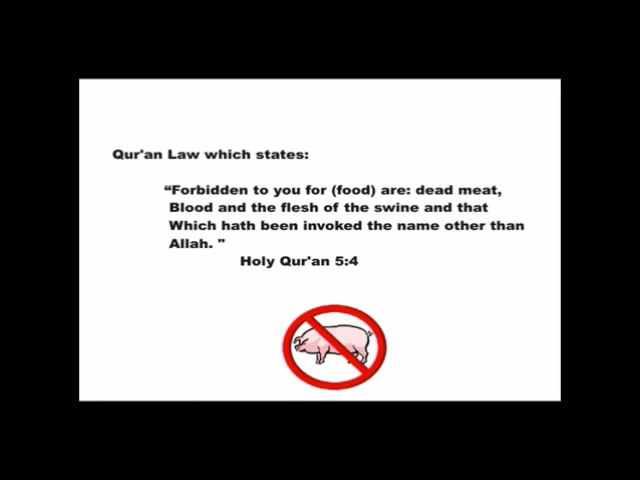 Qur'an Law which states:
“Forbidden to you for (food) are: dead meat,
Blood and the flesh of the swine and that
Which hath been invoked the name other than
Allah. "
Holy Qur'an 5:4